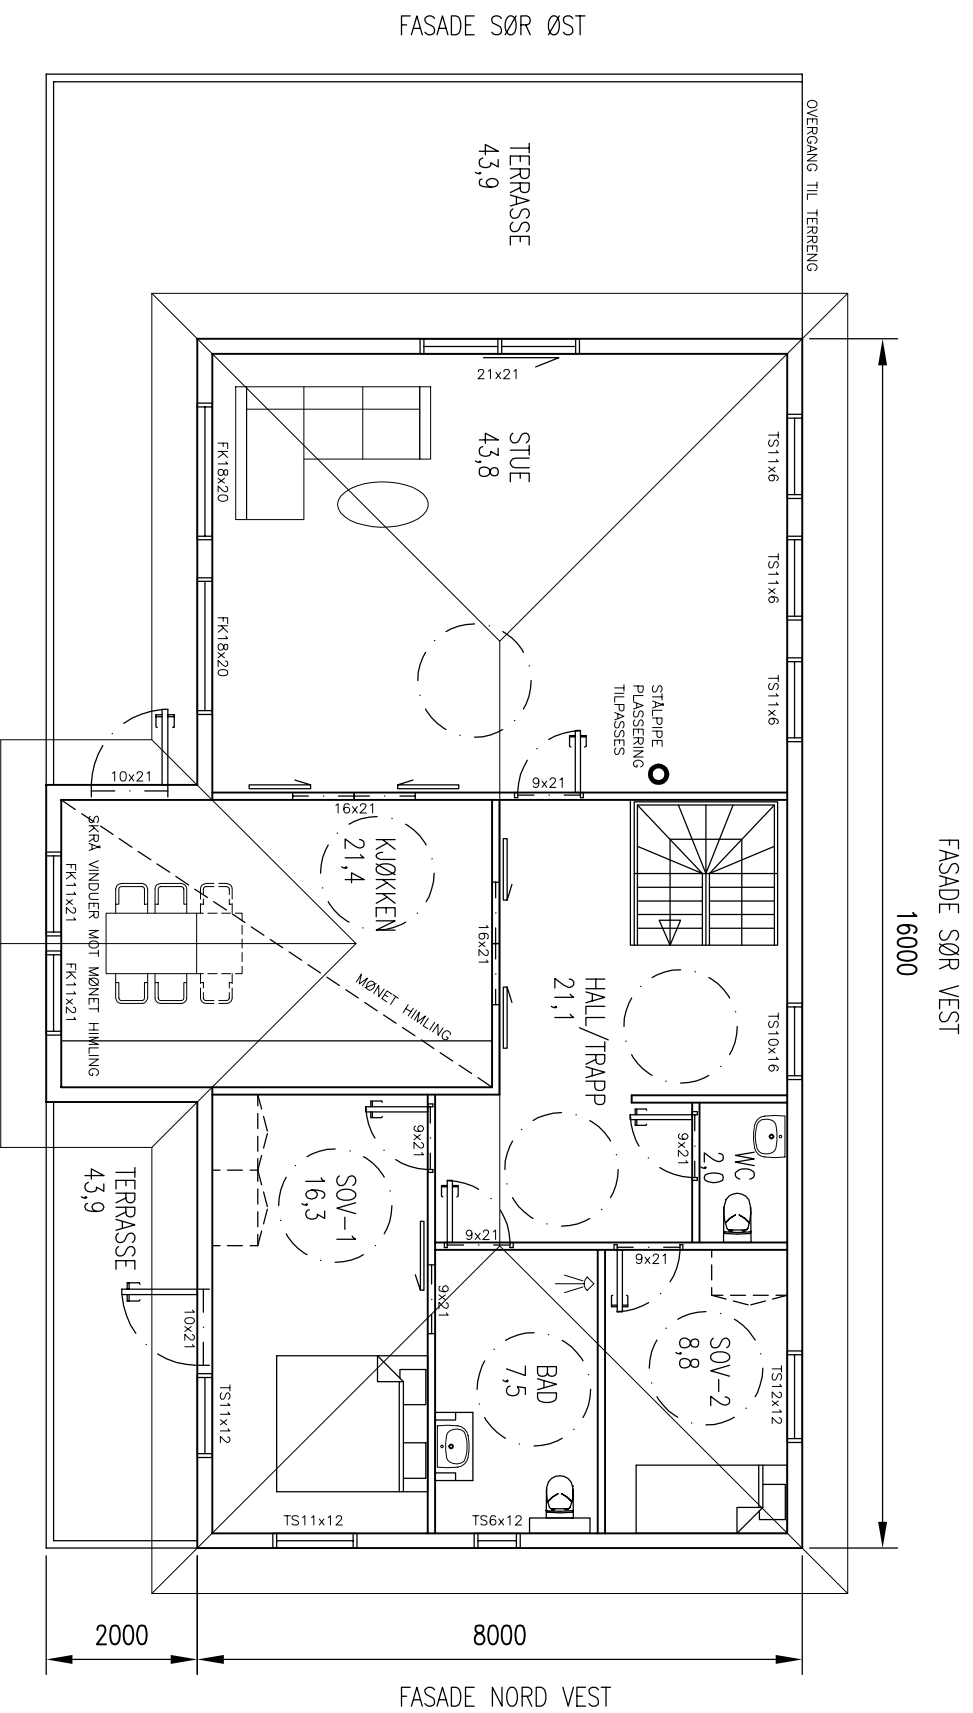 FASADE SØR ØST
OVERGANG TIL TERRENG
TERRASSE
43,9
21x21
STUE
43,8
TS11x6
TS11x6
TS11x6
FK18x20
FK18x20
STÅLPIPE
PLASSERING
TILPASSES
10x21
16x21
9x21
KJØKKEN
21,4
SKRÅ VINDUER MOT MØNET HIMLING
FK11x21
FK11x21
MØNET HIMLING
16x21
HALL/TRAPP
21,1
TS10x16
FASADE SØR VEST
16000
WC
2,0
9x21
9x21
SOV-1
16,3
TERRASSE
43,9
9x21
9x21
9x21
10x21
SOV-2
8,8
BAD
7,5
TS12x12
TS11x12
TS11x12
TS6x12
2000
8000
FASADE NORD VEST